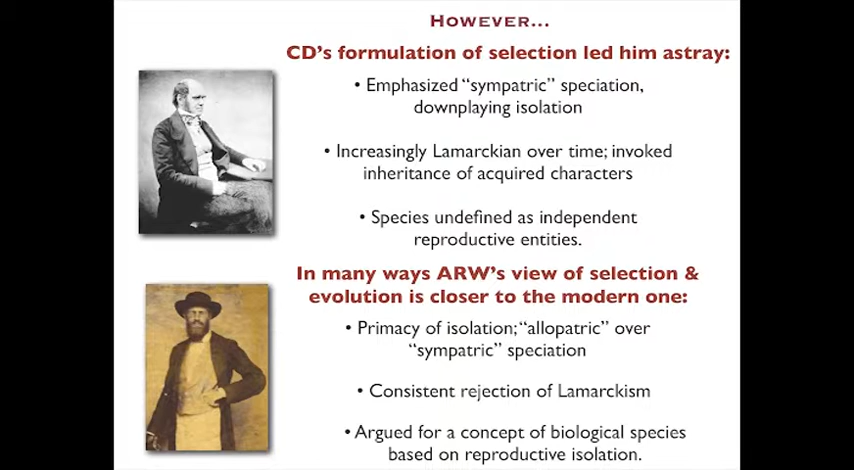 HOWEVER...
CD's formulation of selection led him astray:
• Emphasized "sympatric" speciation,
downplaying isolation
• Increasingly Lamarckian over time; invoked
inheritance of acquired characters
• Species undefined as independent
reproductive entities.
In many ways ARW's view of selection &
evolution is closer to the modern one:
• Primacy of isolation; "allopatric" over
"sympatric" speciation
• Consistent rejection of Lamarckism
• Argued for a concept of biological species
based on reproductive isolation.